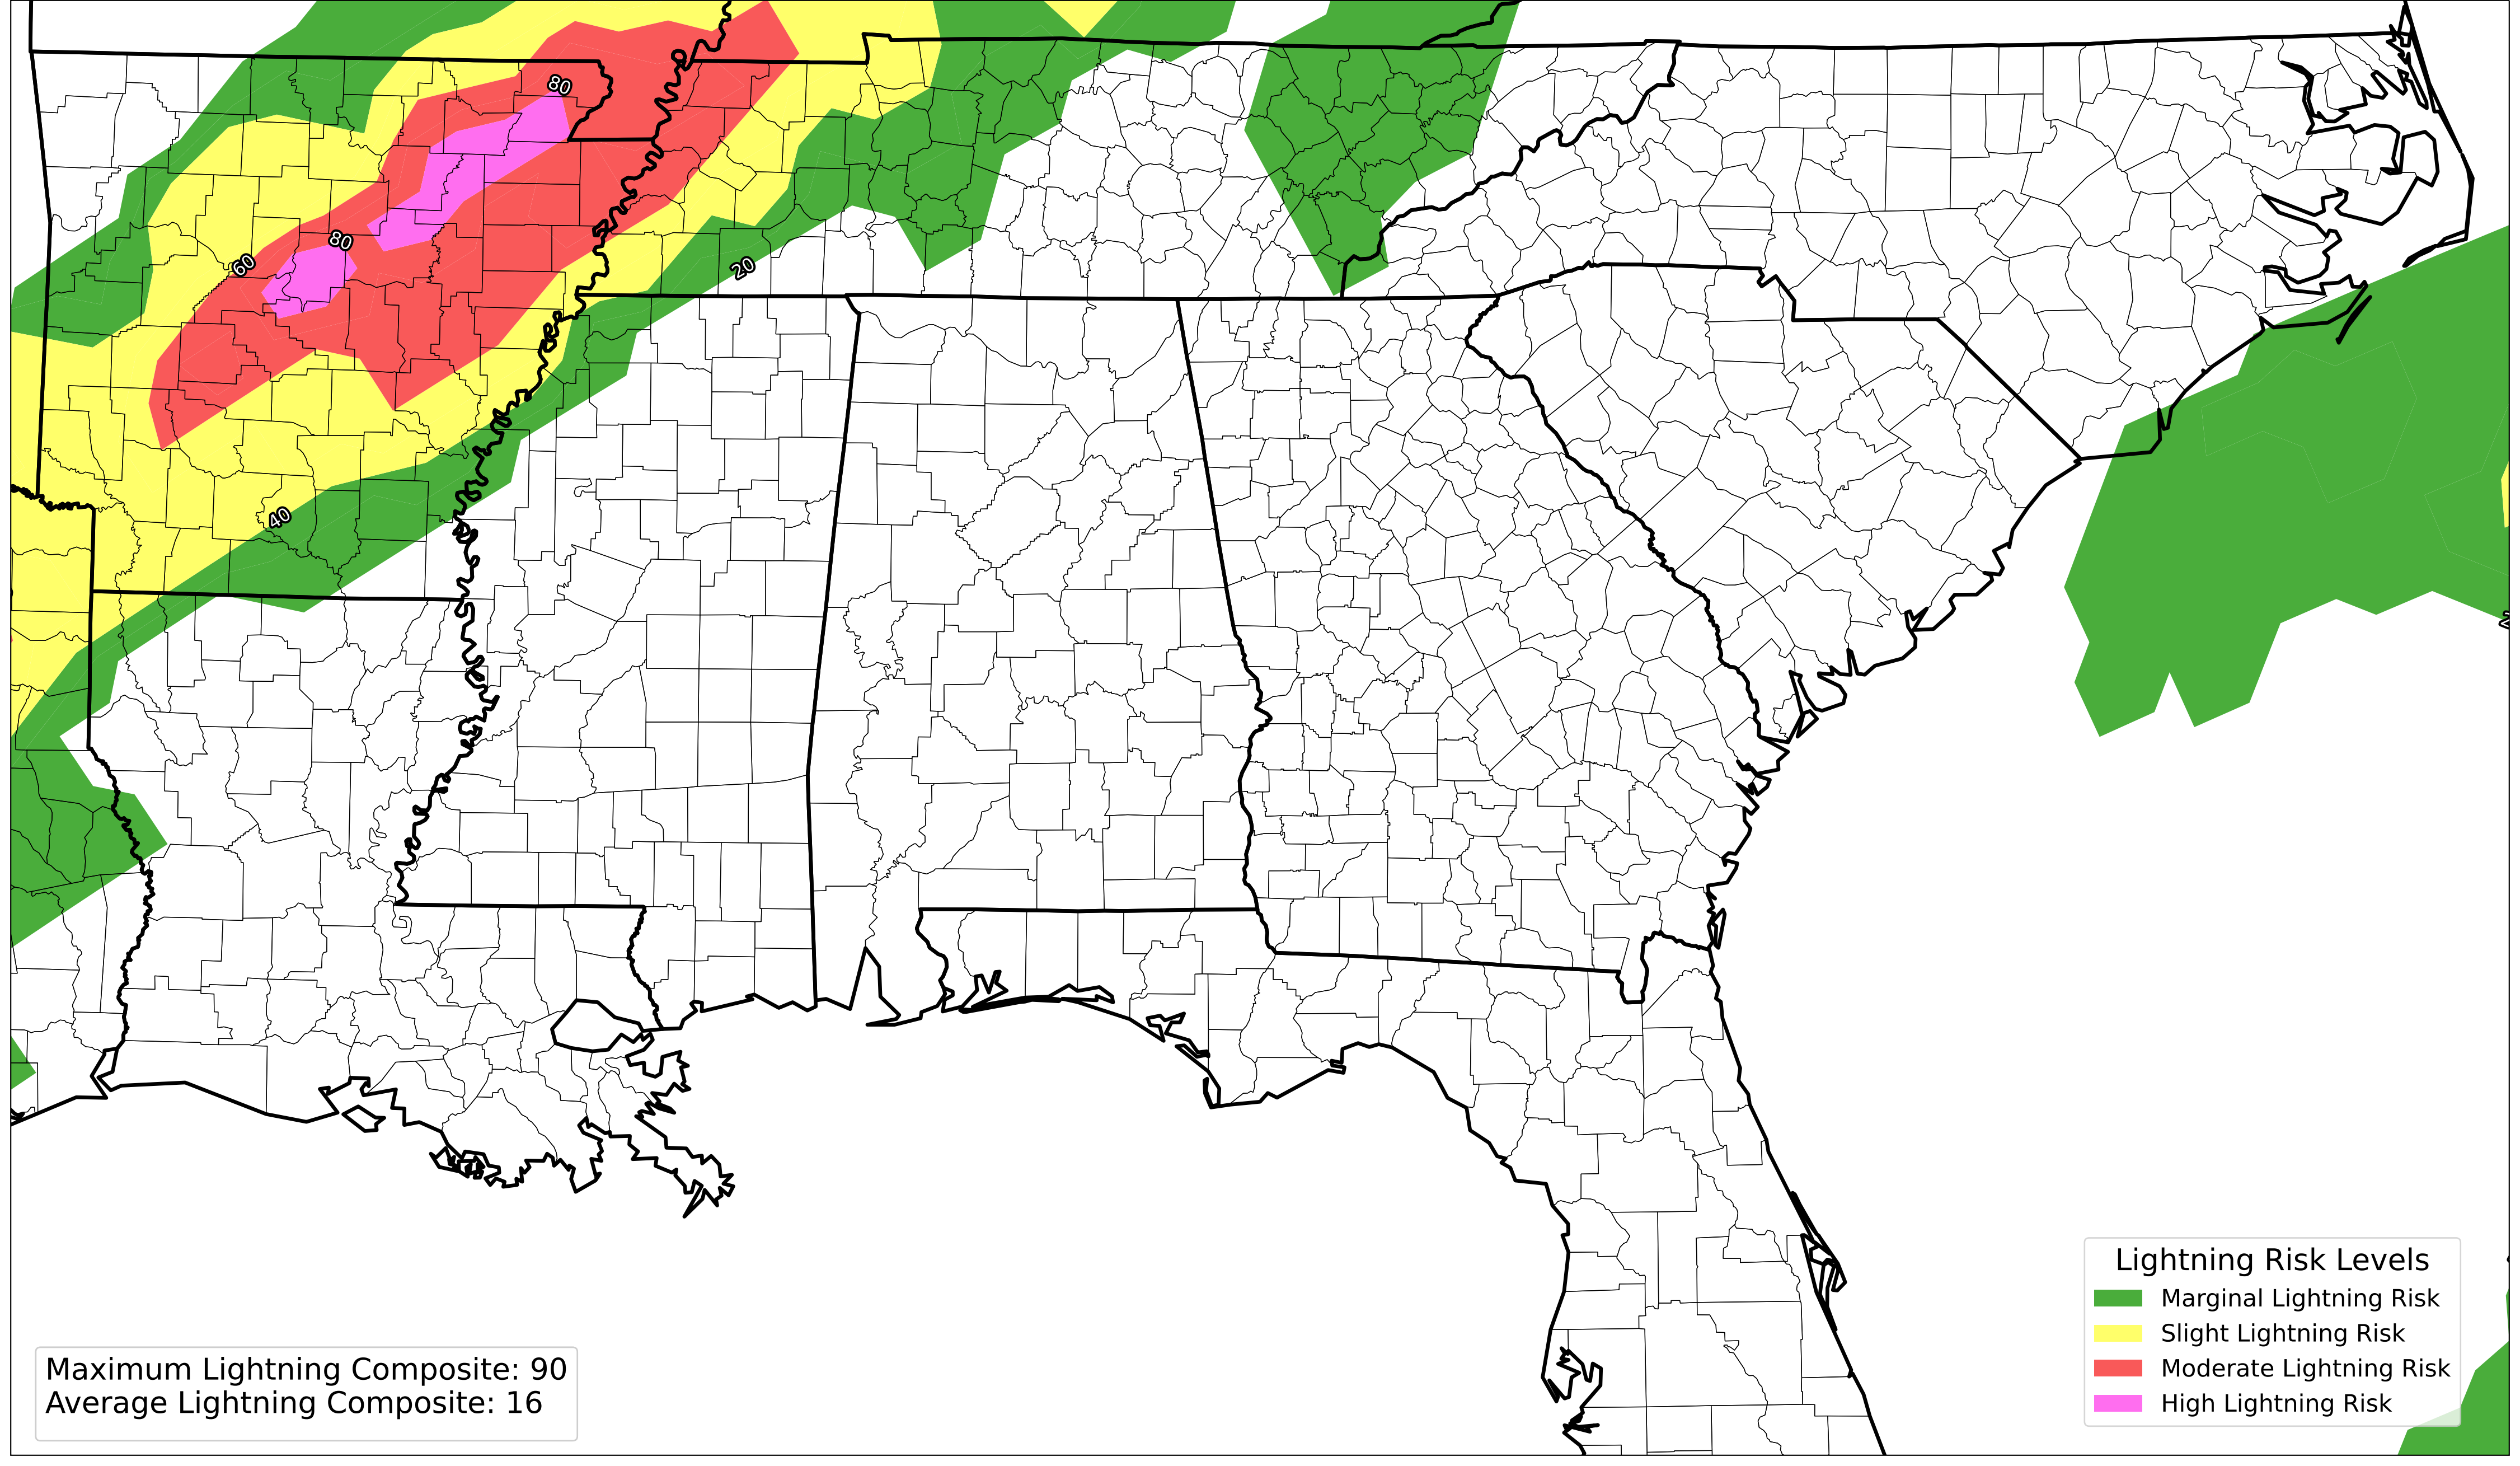 80
80
60
20
40
Lightning Risk Levels
Marginal Lightning Risk
Slight Lightning Risk
Moderate Lightning Risk
High Lightning Risk
Maximum Lightning Composite: 90
Average Lightning Composite: 16